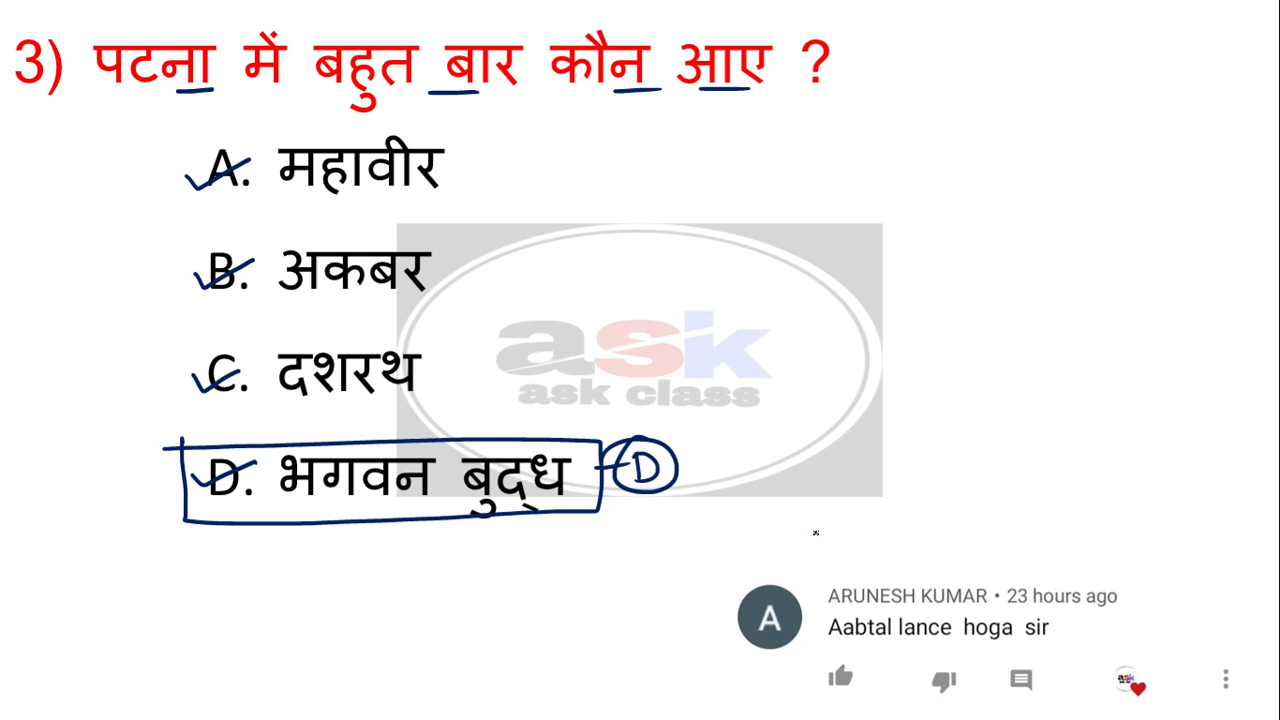 3) पटना में बहुत बार कौन आए ?
A. महावीर
B. अकबर
ask
C. दशरथ
ask class
D. भगवन बुद्ध D
ARUNESH KUMAR • 23 hours ago
A
Aabtal lance hoga sir
ask